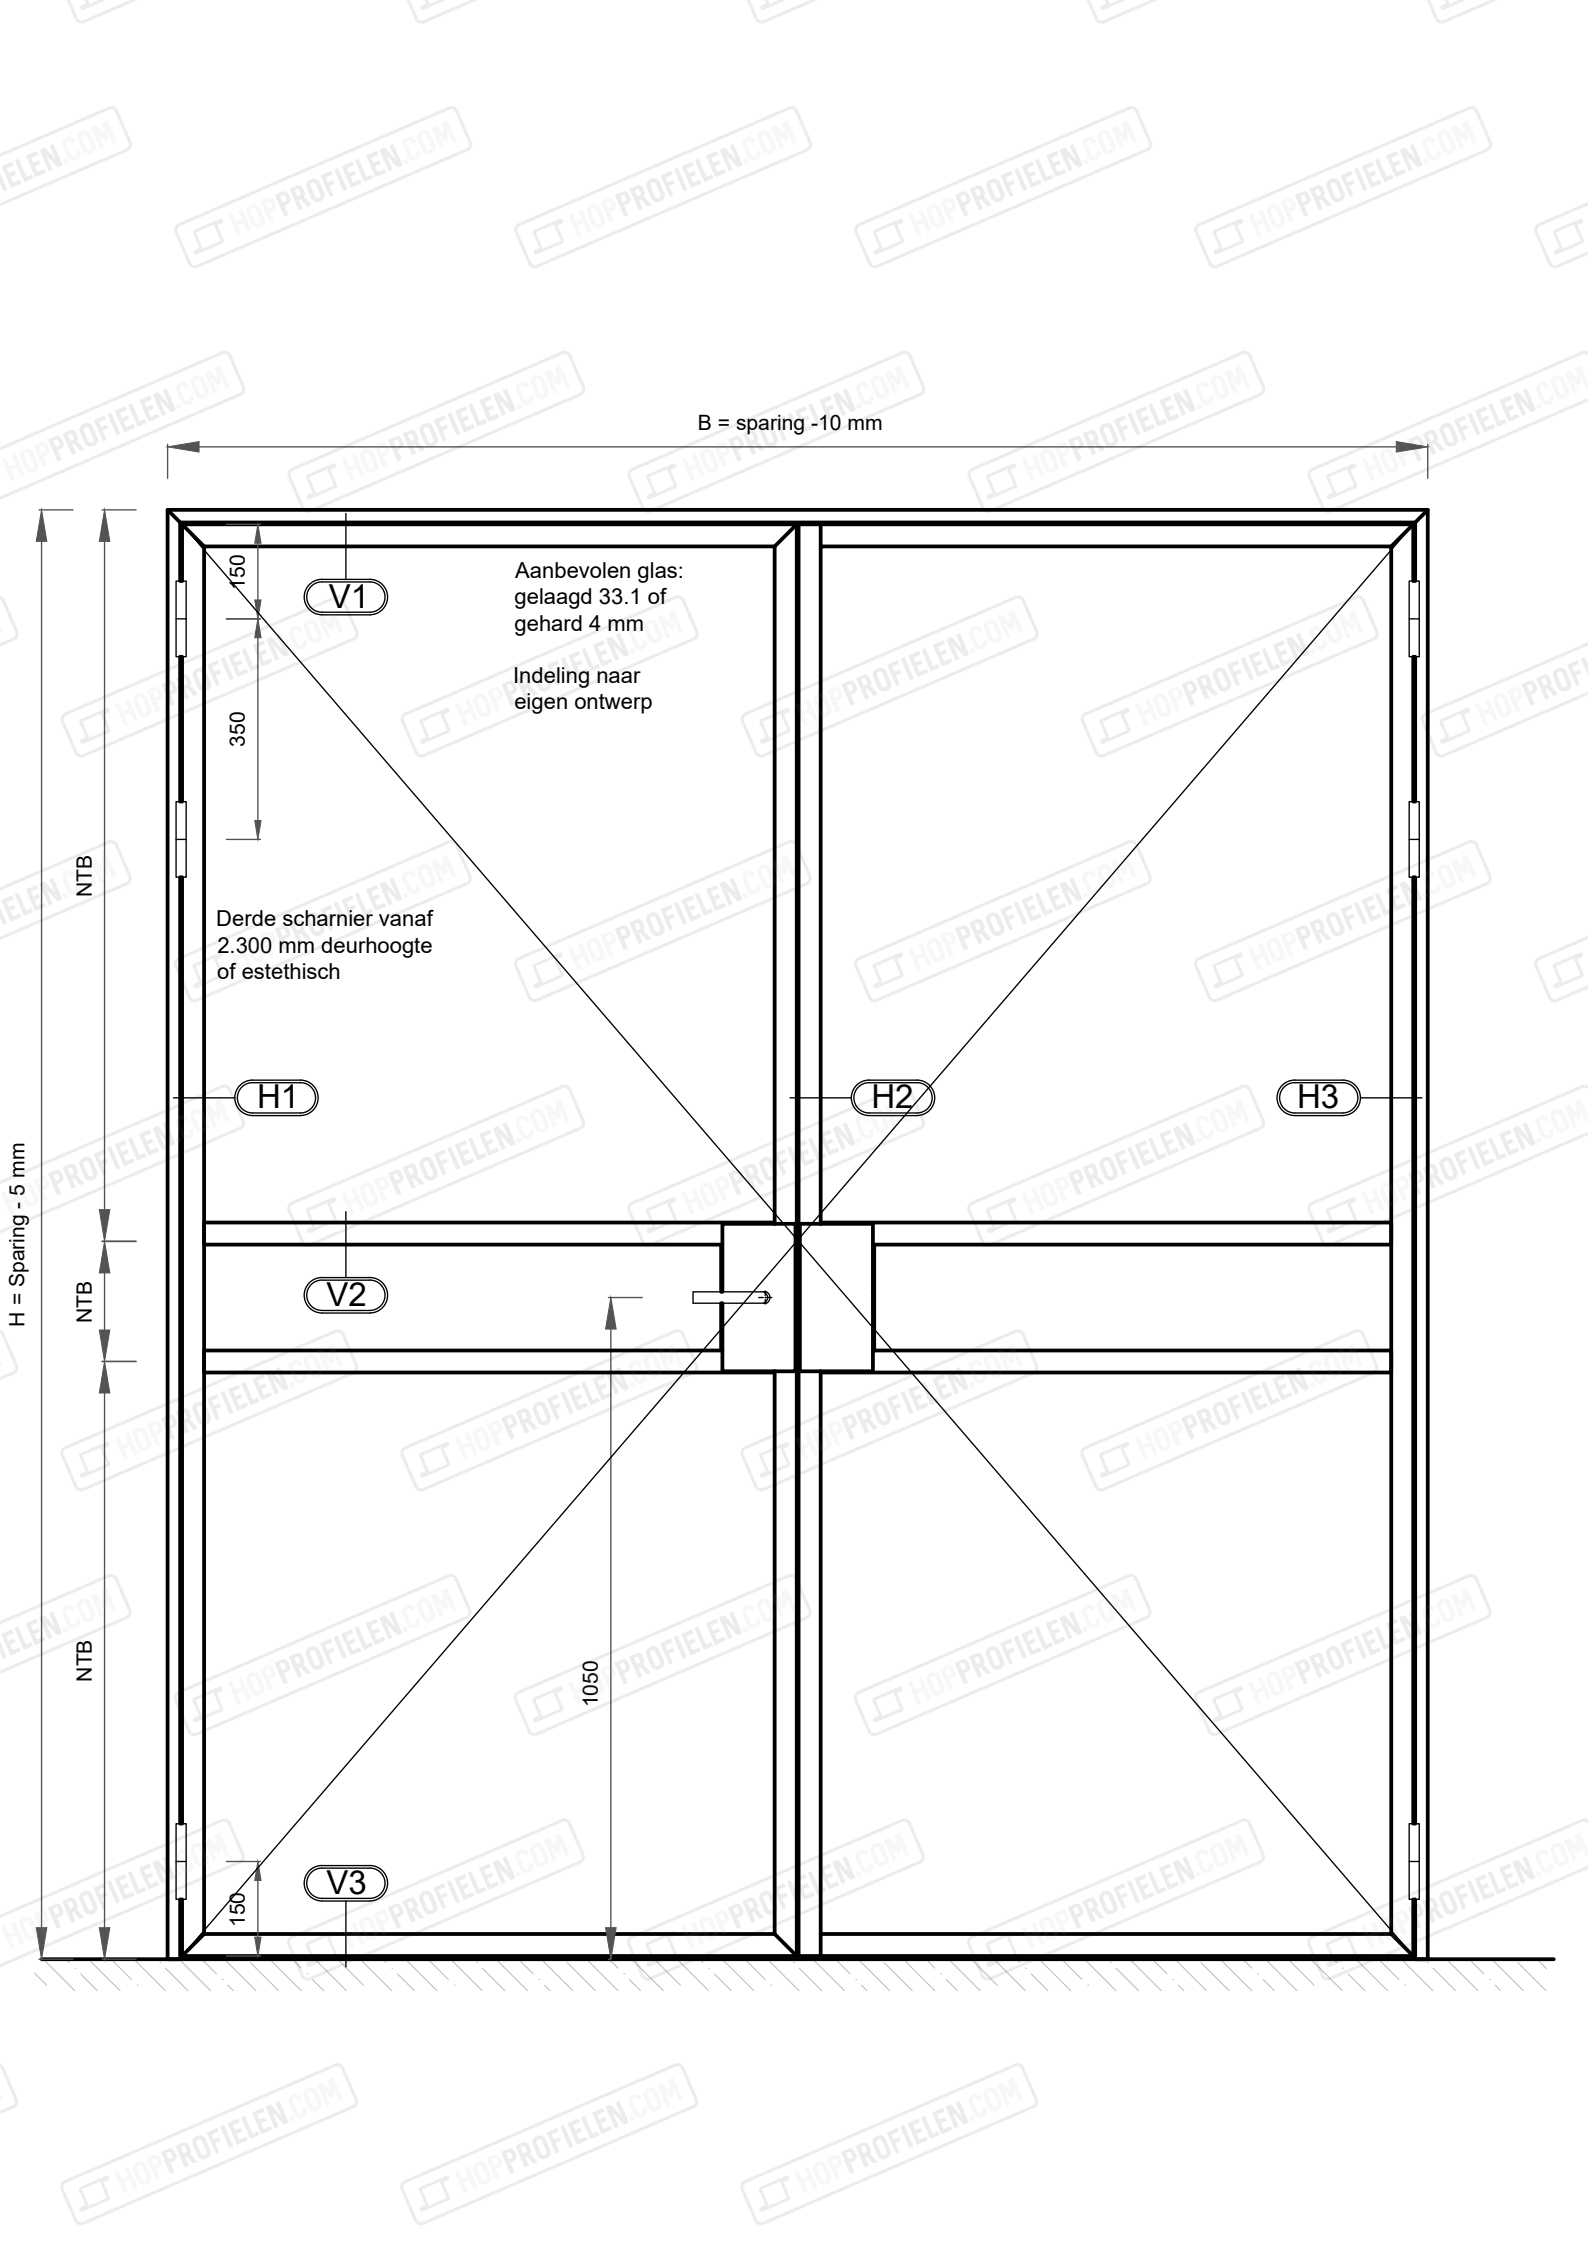 B = sparing -10 mm
150
V1
Aanbevolen glas:
gelaagd 33.1 of
gehard 4 mm
Indeling naar
eigen ontwerp
350
NTB
Derde scharnier vanaf
2.300 mm deurhoogte
of estethisch
H1
H2
H3
H = Sparing - 5 mm
V2
NTB
NTB
1050
V3
150
HOPPROFIELEN.COM